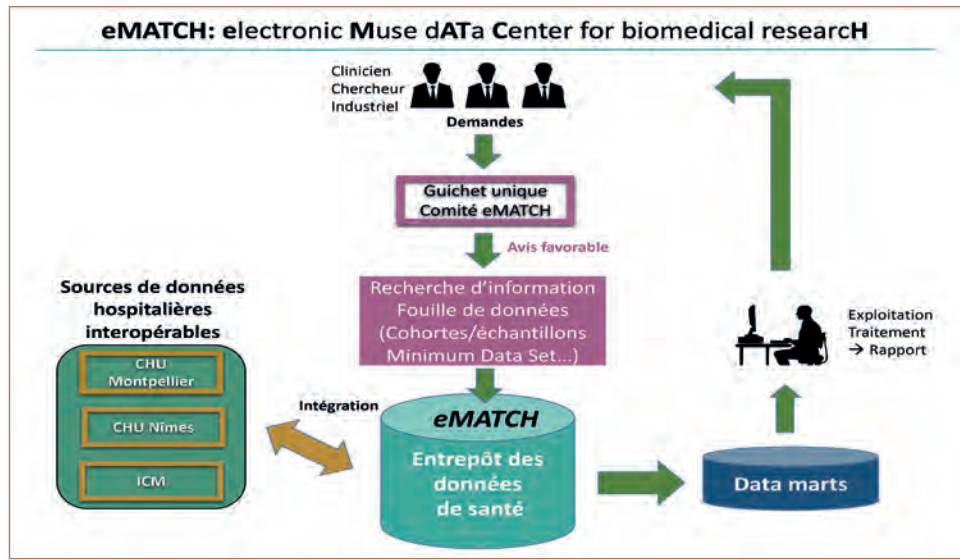 eMATCH: electronic Muse dATa Center for biomedical researcH
Clinicien
Chercheur
Industriel
Demandes
Guichet unique
Comité eMATCH
Avis favorable
Recherche d'information
Fouille de données
(Cohortes/échantillons
Minimum Data Set...)
Sources de données
hospitalières
interopérables
CHU
Montpellier
CHU Nîmes
ICM
Intégration
eMATCH
Entrepôt des
données
de santé
Data marts
Exploitation
Traitement
→ Rapport